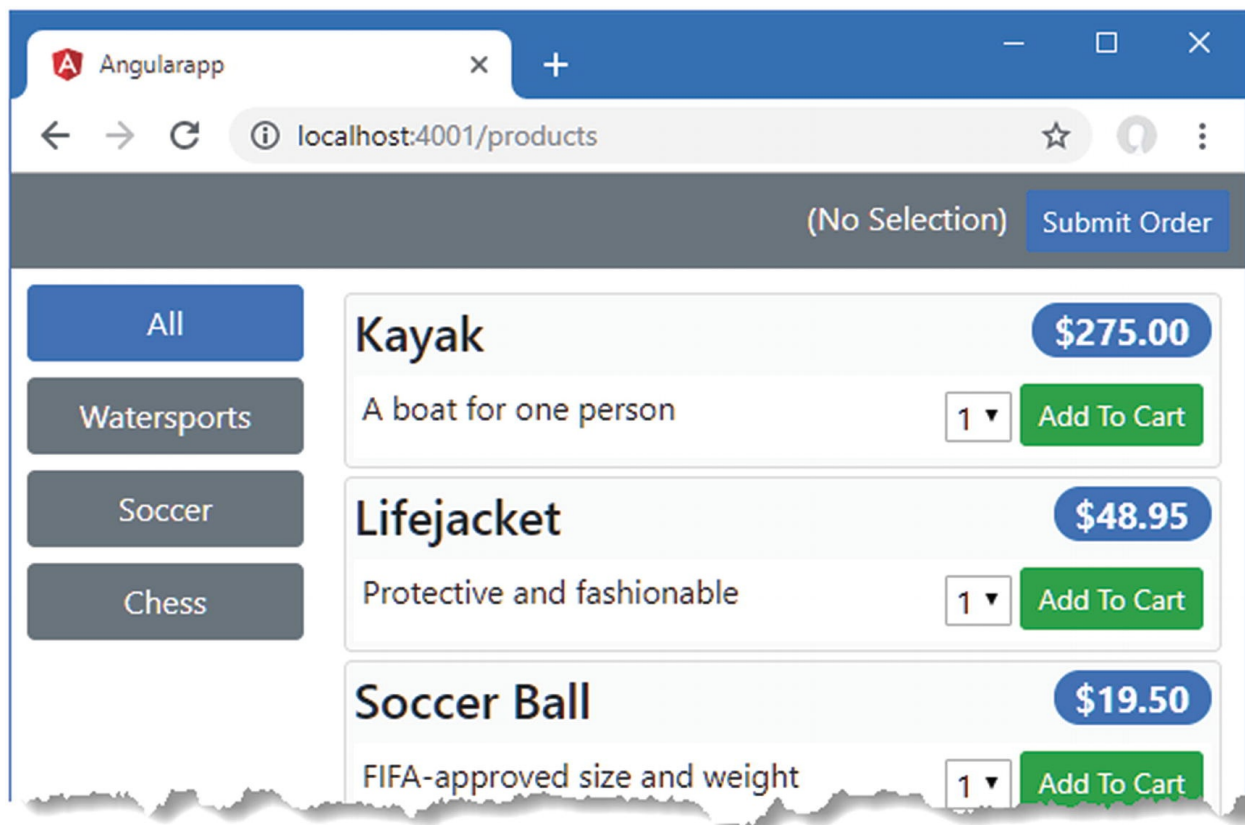 Angularapp
localhost:4001/products
(No Selection) Submit Order
All
Watersports
Soccer
Chess
Kayak $275.00
A boat for one person 1 Add To Cart
Lifejacket $48.95
Protective and fashionable 1 Add To Cart
Soccer Ball $19.50
FIFA-approved size and weight 1 Add To Cart